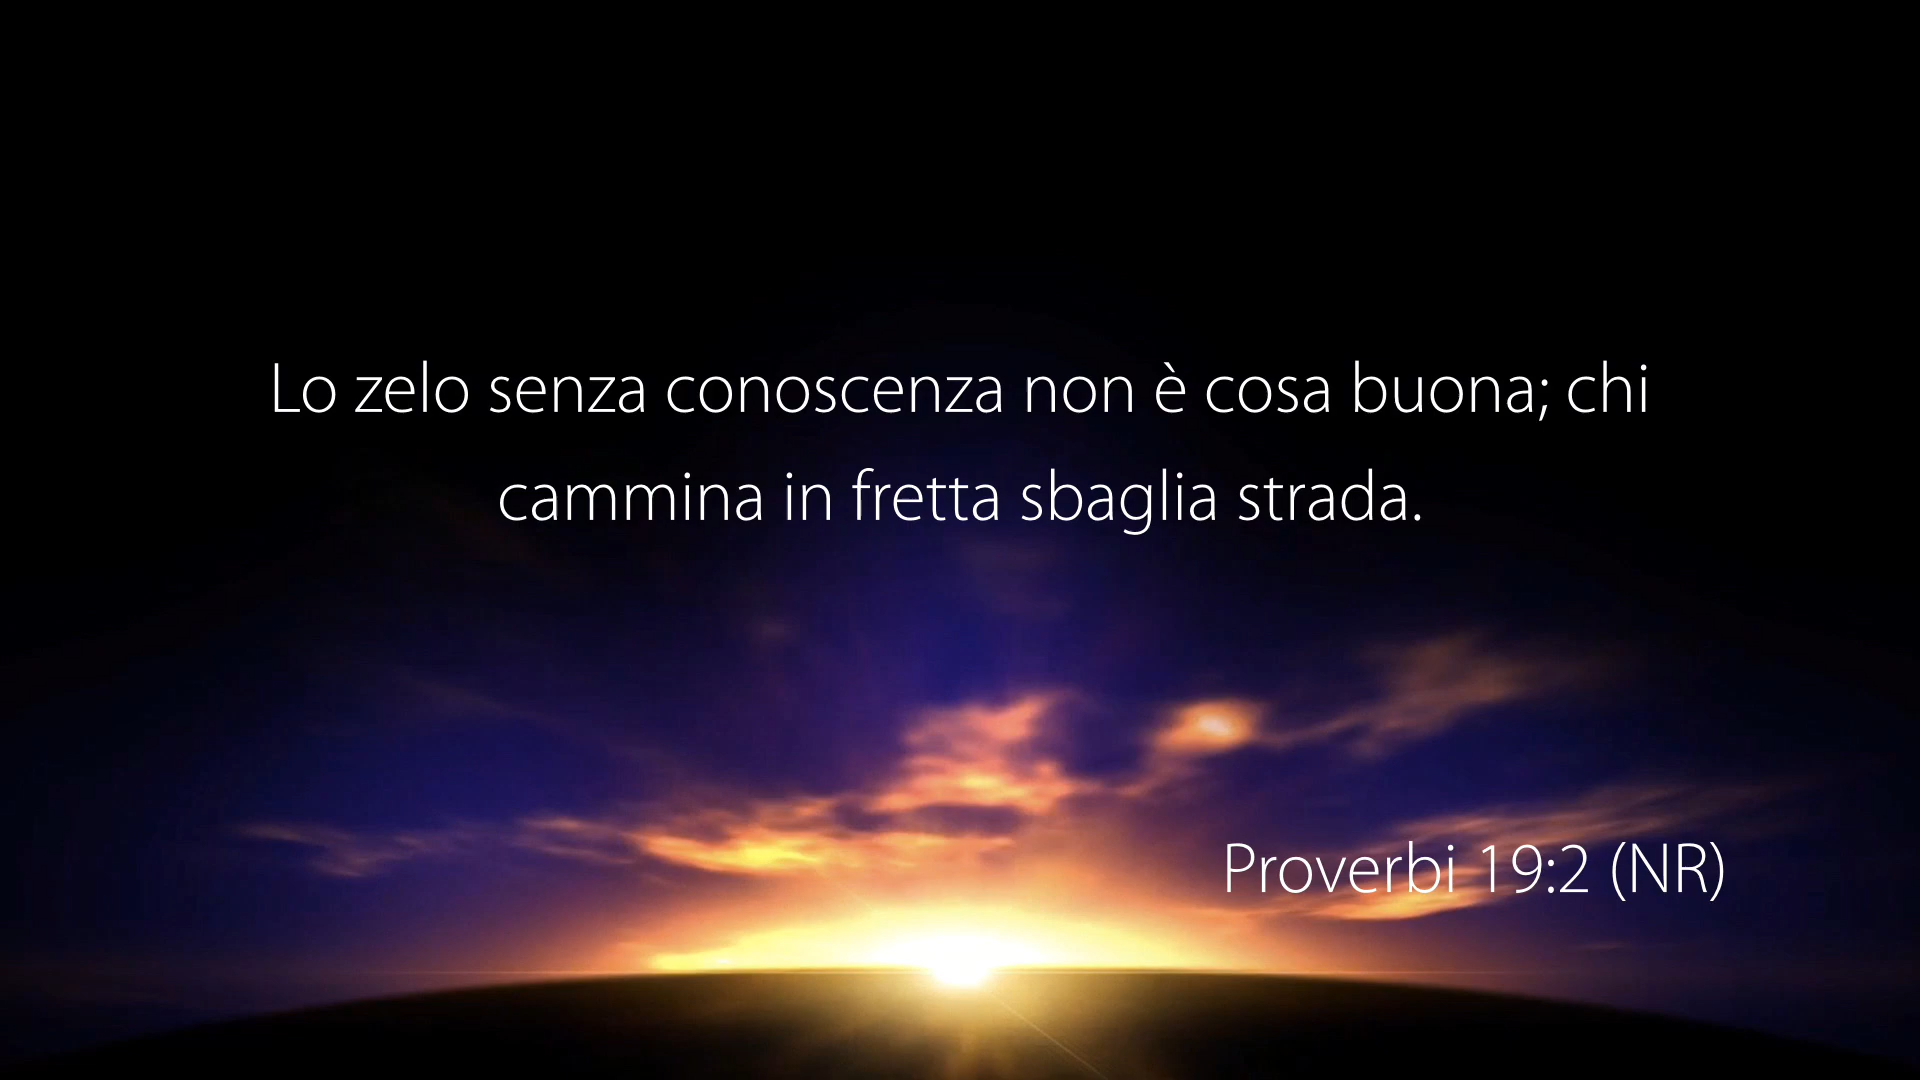 Lo zelo senza conoscenza non è cosa buona; chi
cammina in fretta sbaglia strada.
Proverbi 19:2 (NR)